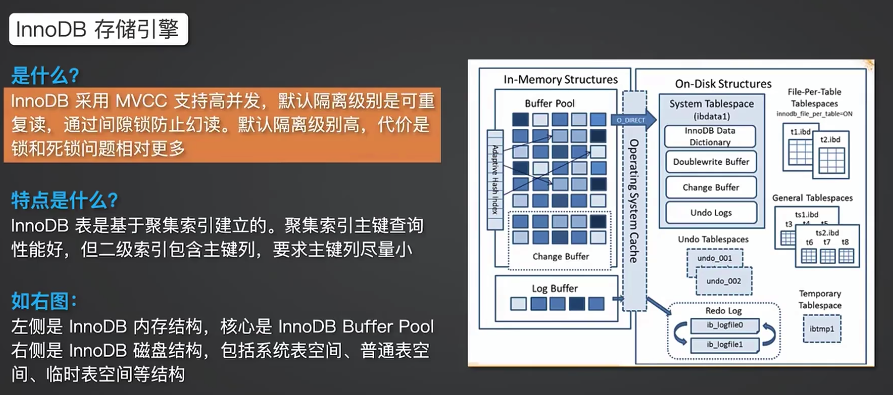 InnoDB 存储引擎
是什么？
InnoDB 采用 MVCC 支持高并发，默认隔离级别是可重
复读，通过间隙锁防止幻读。默认隔离级别高，代价是
锁和死锁问题相对更多
特点是什么？
InnoDB 表是基于聚集索引建立的。聚集索引主键查询
性能好，但二级索引包含主键列，要求主键列尽量小
如右图：
左侧是 InnoDB 内存结构，核心是 InnoDB Buffer Pool
右侧是 InnoDB 磁盘结构，包括系统表空间、普通表空
间、临时表空间等结构
In-Memory Structures
Buffer Pool
Adaptive Hash Index
Change Buffer
Log Buffer
Operating System Cache
O_DIRECT
On-Disk Structures
System Tablespace
(ibdata1)
InnoDB Data
Dictionary
Doublewrite Buffer
Change Buffer
Undo Logs
Undo Tablespaces
undo_001
undo_002
Redo Log
ib_logfile0
ib_logfile1
File-Per-Table
Tablespaces
innodb_file_per_table=ON
t1.ibd
t2.ibd
General Tablespaces
ts1.ibd
t3 t4 t5
ts2.ibd
t6 t7 t8
Temporary
Tablespace
ibtmp1